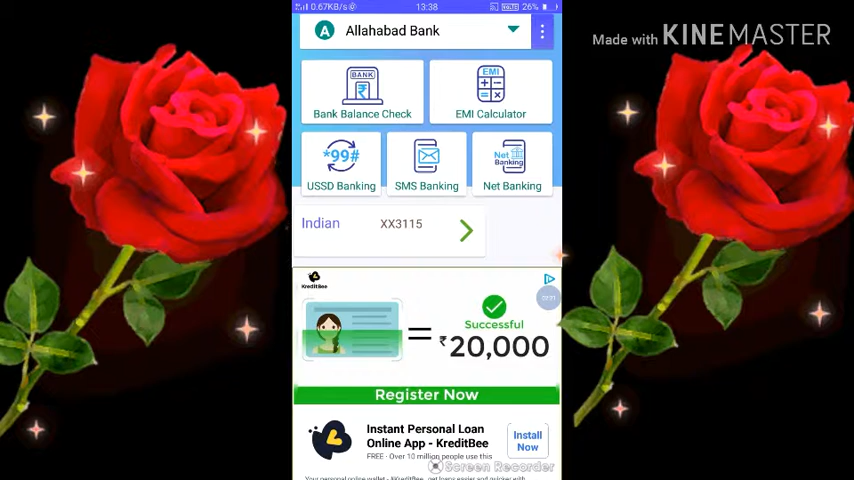 0.67KB/s 13:38 26%
A Allahabad Bank
Made with KINEMASTER
BANK
Bank Balance Check
EMI
EMI Calculator
*99#
USSD Banking
SMS Banking
Net
Banking
Net Banking
Indian XX3115
KreditBee
Successful
=
₹20,000
Register Now
Instant Personal Loan
Online App - KreditBee
FREE · Over 10 million people use this
Install
Now
Screen Recorder